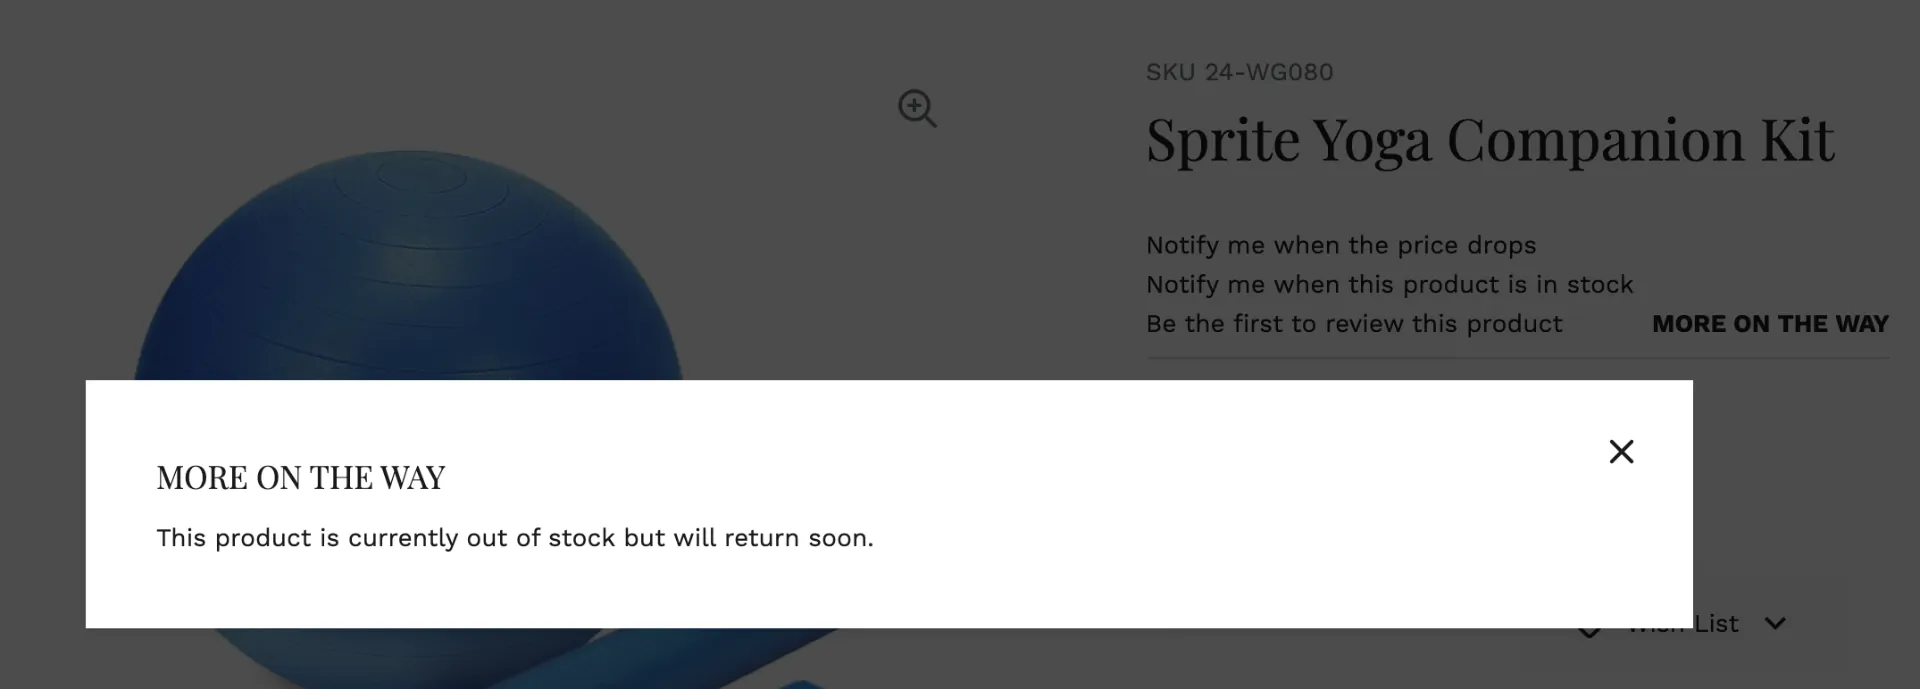 SKU 24-WG080
Sprite Yoga Companion Kit
Notify me when the price drops
Notify me when this product is in stock
Be the first to review this product
MORE ON THE WAY
MORE ON THE WAY
This product is currently out of stock but will return soon.
Wish List